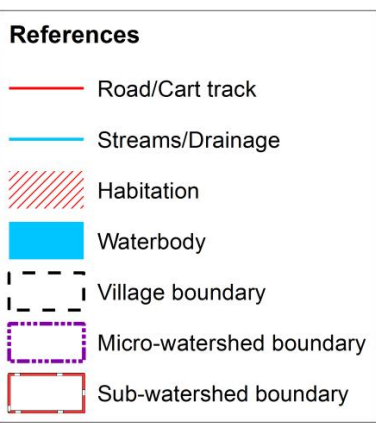 References
Road/Cart track
Streams/Drainage
Habitation
Waterbody
Village boundary
Micro-watershed boundary
Sub-watershed boundary